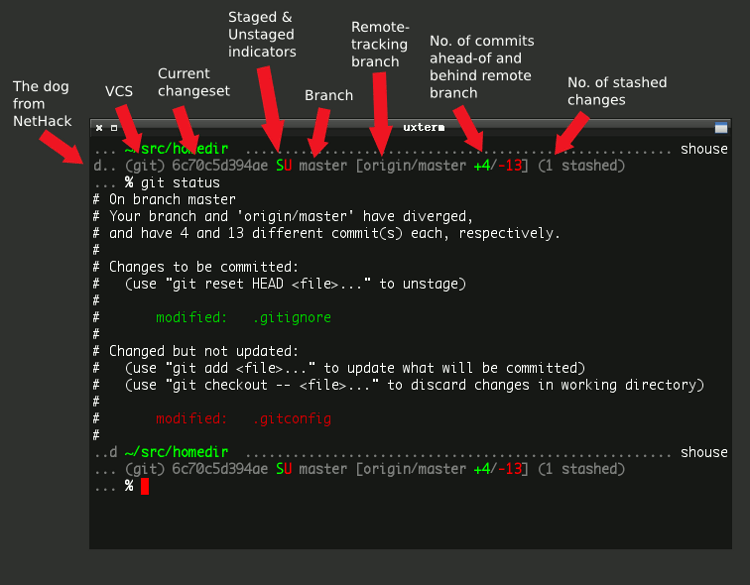 Staged &
Unstaged
indicators
Remote-
tracking
branch
No. of commits
ahead-of and
behind remote
branch
The dog
from
NetHack
VCS
Current
changeset
Branch
No. of stashed
changes
uxterm
... ~/src/homedir ...................................................... shouse
d.. (git) 6c70c5d394ae SU master [origin/master +4/-13] (1 stashed)
... % git status
# On branch master
# Your branch and 'origin/master' have diverged,
# and have 4 and 13 different commit(s) each, respectively.
#
# Changes to be committed:
#   (use "git reset HEAD <file>..." to unstage)
#
#       modified:   .gitignore
#
# Changed but not updated:
#   (use "git add <file>..." to update what will be committed)
#   (use "git checkout -- <file>..." to discard changes in working directory)
#
#       modified:   .gitconfig
#
..d ~/src/homedir ...................................................... shouse
... (git) 6c70c5d394ae SU master [origin/master +4/-13] (1 stashed)
... %